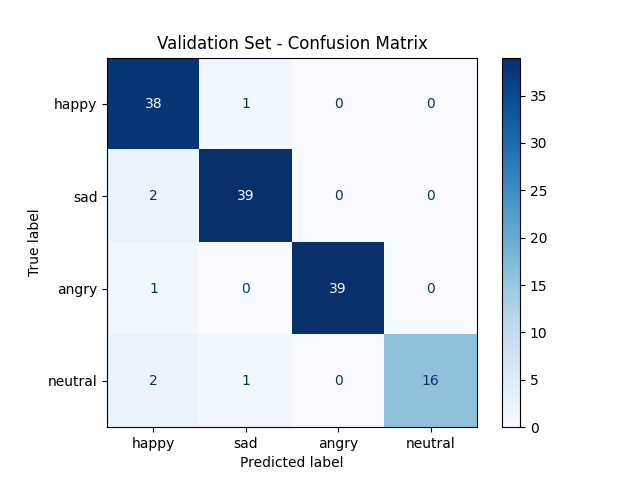 Validation Set - Confusion Matrix
happy 38 1 0 0
sad 2 39 0 0
angry 1 0 39 0
neutral 2 1 0 16
happy sad angry neutral
Predicted label
True label
35
30
25
20
15
10
5
0